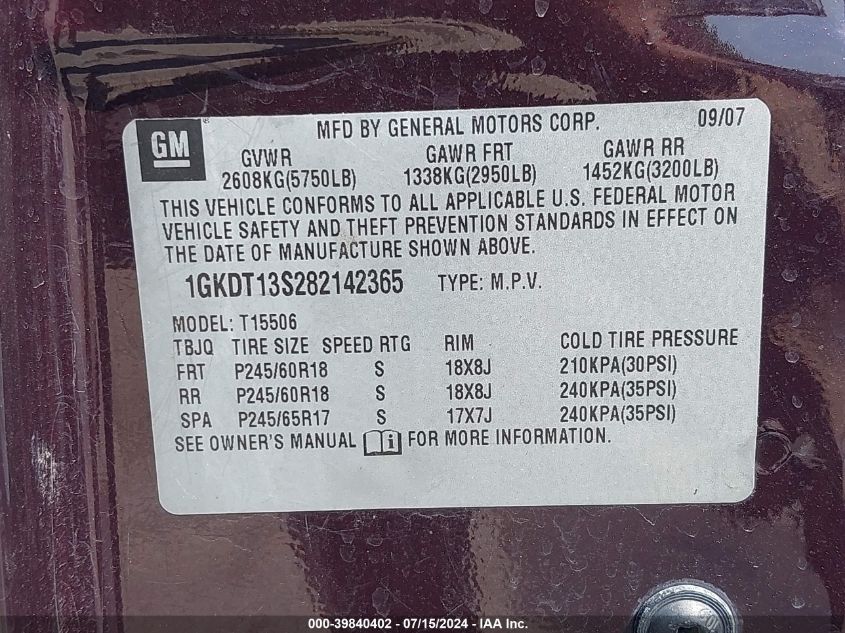 GM ® MFD BY GENERAL MOTORS CORP. 09/07
GVWR GAWR FRT GAWR RR
2608KG(5750LB) 1338KG(2950LB) 1452KG(3200LB)
THIS VEHICLE CONFORMS TO ALL APPLICABLE U.S. FEDERAL MOTOR
VEHICLE SAFETY AND THEFT PREVENTION STANDARDS IN EFFECT ON
THE DATE OF MANUFACTURE SHOWN ABOVE.
1GKDT13S282142365 TYPE: M.P.V.
MODEL: T15506
TBJQ TIRE SIZE SPEED RTG RIM COLD TIRE PRESSURE
FRT P245/60R18 S 18X8J 210KPA(30PSI)
RR P245/60R18 S 18X8J 240KPA(35PSI)
SPA P245/65R17 S 17X7J 240KPA(35PSI)
SEE OWNER'S MANUAL i FOR MORE INFORMATION.
000-39840402 - 07/15/2024 - IAA Inc.